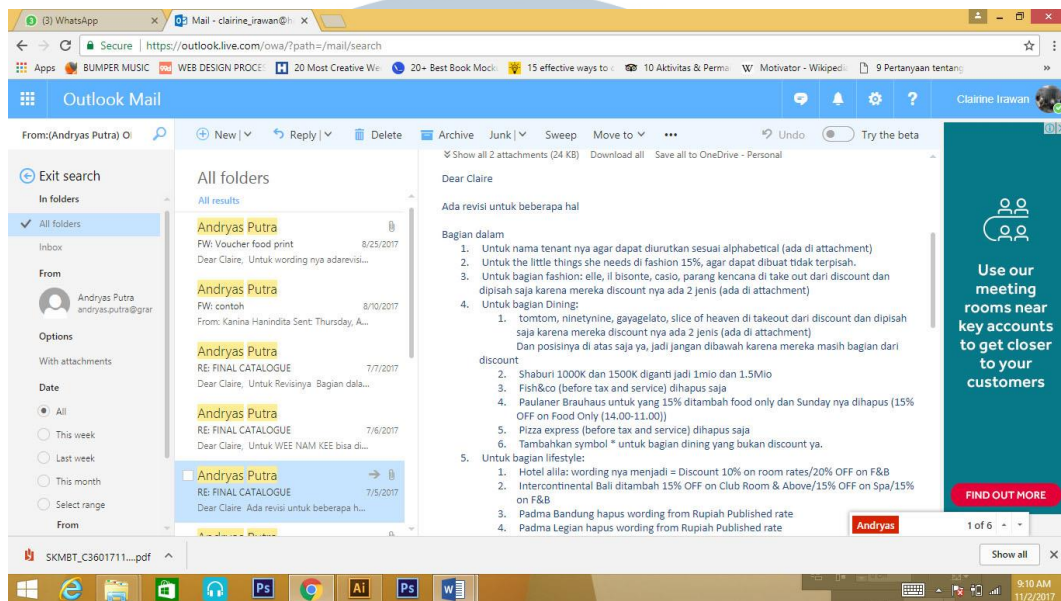 (3) WhatsApp
Mail - clairine_irawan@h
Secure
https://outlook.live.com/owa/?path=/mail/search
Apps
BUMPER MUSIC
WEB DESIGN PROCE
20 Most Creative We
20+ Best Book Mock
15 effective ways to
10 Aktivitas & Perma
Motivator - Wikipedi
9 Pertanyaan tentang
Outlook Mail
Clairine Irawan
From:(Andryas Putra) O
New
Reply
Delete
Archive
Junk
Sweep
Move to
Undo
Try the beta
Exit search
In folders
All folders
Inbox
From
Andryas Putra
andryas.putra@grar
Options
With attachments
Date
All
This week
Last week
This month
Select range
From
All folders
All results
Andryas Putra
FW: Voucher food print 8/25/2017
Dear Claire, Untuk wording nya adarevisi...
Andryas Putra
FW: contoh 8/10/2017
From: Kanina Hanindita Sent: Thursday, A...
Andryas Putra
RE: FINAL CATALOGUE 7/7/2017
Dear Claire, Untuk Revisinya Bagian dala...
Andryas Putra
RE: FINAL CATALOGUE 7/6/2017
Dear Claire, Untuk WEE NAM KEE bisa di...
Andryas Putra
RE: FINAL CATALOGUE 7/5/2017
Dear Claire Ada revisi untuk beberapa h...
Andryas Putra
Show all 2 attachments (24 KB) Download all Save all to OneDrive - Personal
Dear Claire
Ada revisi untuk beberapa hal
Bagian dalam
1. Untuk nama tenant nya agar dapat diurutkan sesuai alphabetical (ada di attachment)
2. Untuk the little things she needs di fashion 15%, agar dapat dibuat tidak terpisah.
3. Untuk bagian fashion: elle, il bisonte, casio, parang kencana di take out dari discount dan
dipisah saja karena mereka discount nya ada 2 jenis (ada di attachment)
4. Untuk bagian Dining:
1. tomtom, ninetynine, gayagelato, slice of heaven di takeout dari discount dan dipisah
saja karena mereka discount nya ada 2 jenis (ada di attachment)
Dan posisinya di atas saja ya, jadi jangan dibawah karena mereka masih bagian dari
discount
2. Shaburi 1000K dan 1500K diganti jadi 1mio dan 1.5Mio
3. Fish&co (before tax and service) dihapus saja
4. Paulaner Brauhaus untuk yang 15% ditambah food only dan Sunday nya dihapus (15%
OFF on Food Only (14.00-11.00))
5. Pizza express (before tax and service) dihapus saja
6. Tambahkan symbol * untuk bagian dining yang bukan discount ya.
5. Untuk bagian lifestyle:
1. Hotel alila: wording nya menjadi = Discount 10% on room rates/20% OFF on F&B
2. Intercontinental Bali ditambah 15% OFF on Club Room & Above/15% OFF on Spa/15%
on F&B
3. Padma Bandung hapus wording from Rupiah Published rate
4. Padma Legian hapus wording from Rupiah Published rate
Use our
meeting
rooms near
key accounts
to get closer
to your
customers
FIND OUT MORE
Andryas
1 of 6
SKMBT_C3601711....pdf
Show all
Ps
Ai
Ps
9:10 AM
11/2/2017